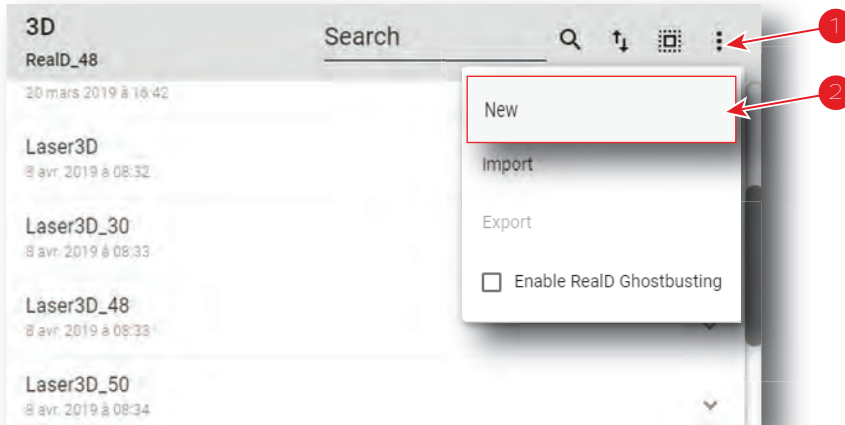 3D
Search
1
RealD_48
20 mars 2019 à 16:42
New
2
Laser3D
8 avr. 2019 à 08:32
Import
Laser3D_30
8 avr. 2019 à 08:33
Export
Enable RealD Ghostbusting
Laser3D_48
8 avr. 2019 à 08:33
Laser3D_50
8 avr. 2019 à 08:34